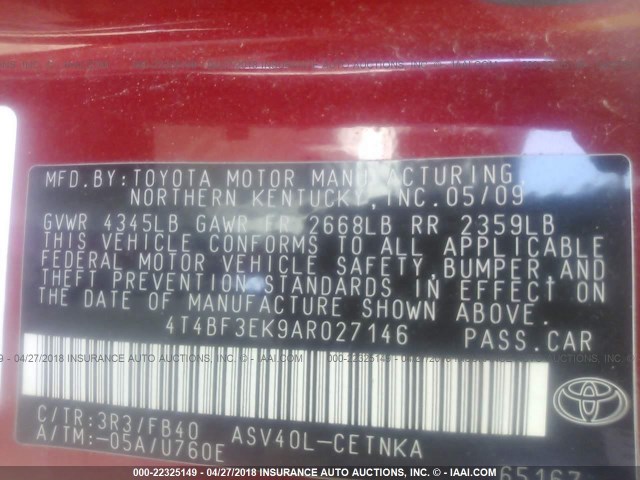 MFD.BY:TOYOTA MOTOR MANUFACTURING,
NORTHERN KENTUCKY,INC.05/09
GVWR 4345LB GAWR FR 2668LB RR 2359LB
THIS VEHICLE CONFORMS TO ALL APPLICABLE
FEDERAL MOTOR VEHICLE SAFETY,BUMPER,AND
THEFT PREVENTION STANDARDS IN EFFECT ON
THE DATE OF MANUFACTURE SHOWN ABOVE.
4T4BF3EK9AR027146 PASS.CAR
TOYOTA
C/TR:3R3/FB40 ASV40L-CETNKA
A/TM:-05A/U760E
65167
000-22325149 - 04/27/2018 - INSURANCE AUTO AUCTIONS - © IAAI.COM